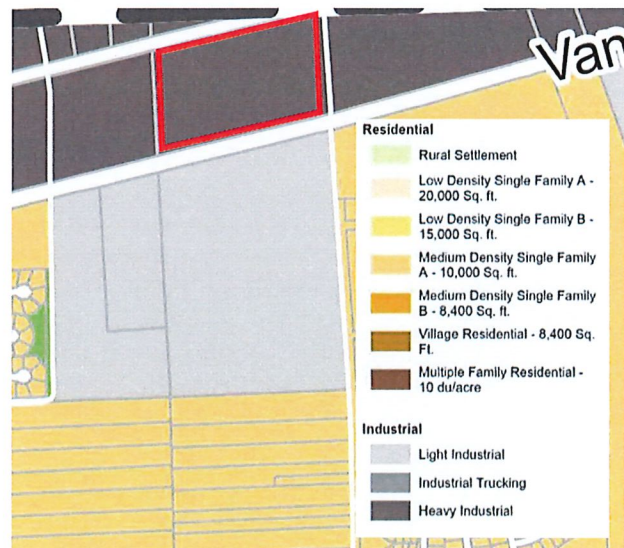 Van
Residential
Rural Settlement
Low Density Single Family A -
20,000 Sq. ft.
Low Density Single Family B -
15,000 Sq. ft.
Medium Density Single Family
A - 10,000 Sq. ft.
Medium Density Single Family
B - 8,400 Sq. ft.
Village Residential - 8,400 Sq.
Ft.
Multiple Family Residential -
10 du/acre
Industrial
Light Industrial
Industrial Trucking
Heavy Industrial